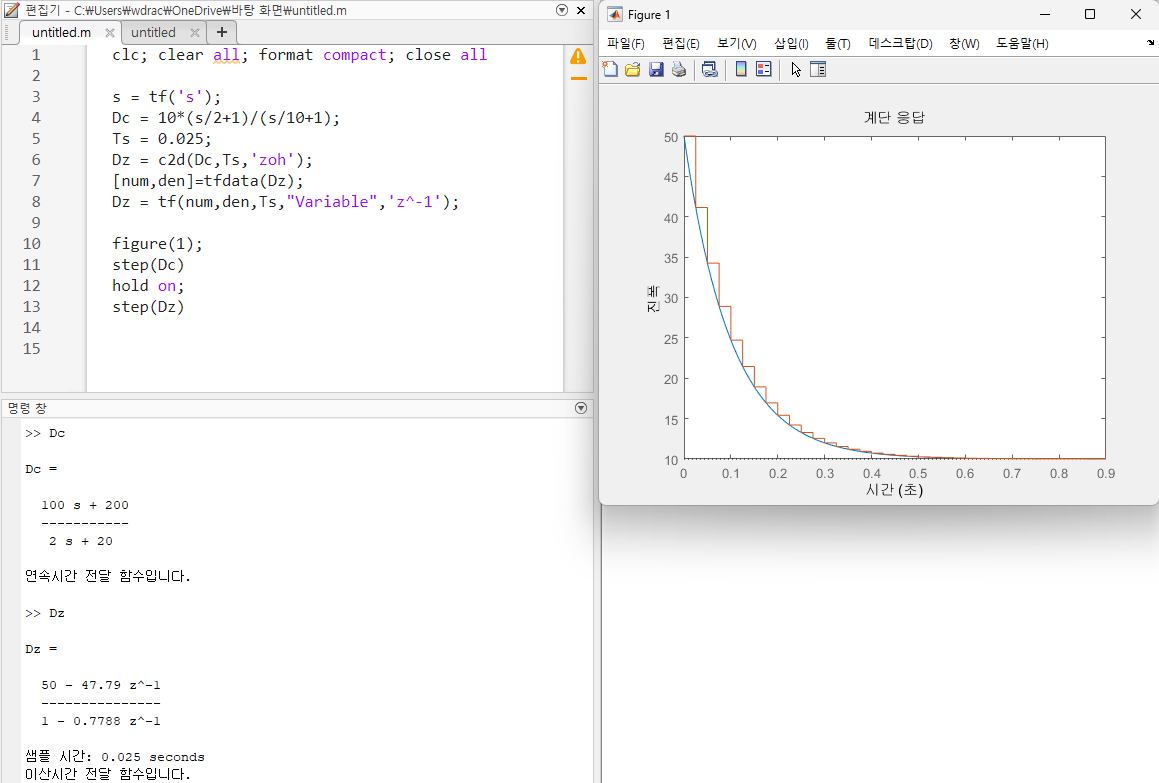 편집기 - C:₩Users₩wdrac₩OneDrive₩바탕 화면₩untitled.m
untitled.m
untitled
+
1 clc; clear all; format compact; close all
2
3 s = tf('s');
4 Dc = 10*(s/2+1)/(s/10+1);
5 Ts = 0.025;
6 Dz = c2d(Dc,Ts,'zoh');
7 [num,den]=tfdata(Dz);
8 Dz = tf(num,den,Ts,"Variable",'z^-1');
9
10 figure(1);
11 step(Dc)
12 hold on;
13 step(Dz)
14
15
명령 창
>> Dc
Dc =
100 s + 200
-----------
2 s + 20
연속시간 전달 함수입니다.
>> Dz
Dz =
50 - 47.79 z^-1
---------------
1 - 0.7788 z^-1
샘플 시간: 0.025 seconds
이산시간 전달 함수입니다.
Figure 1
파일(F) 편집(E) 보기(V) 삽입(I) 툴(T) 데스크탑(D) 창(W) 도움말(H)
계단 응답
50
45
40
35
30
25
20
15
10
진폭
0 0.1 0.2 0.3 0.4 0.5 0.6 0.7 0.8 0.9
시간 (초)